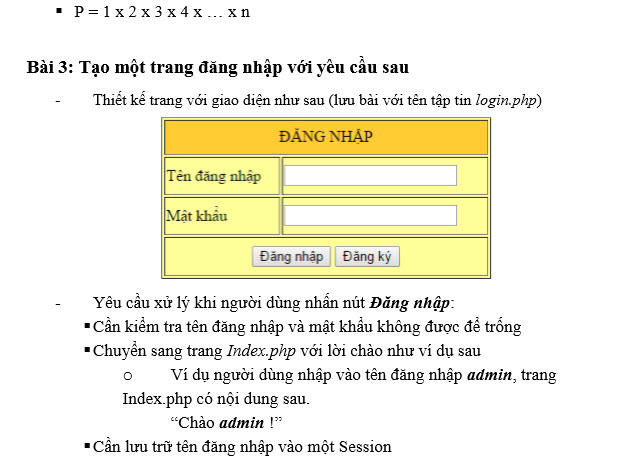 ▪ P = 1 x 2 x 3 x 4 x … x n
Bài 3: Tạo một trang đăng nhập với yêu cầu sau
- Thiết kế trang với giao diện như sau (lưu bài với tên tập tin login.php)
ĐĂNG NHẬP
Tên đăng nhập
Mật khẩu
Đăng nhập Đăng ký
- Yêu cầu xử lý khi người dùng nhấn nút Đăng nhập:
▪ Cần kiểm tra tên đăng nhập và mật khẩu không được để trống
▪ Chuyển sang trang Index.php với lời chào như ví dụ sau
o Ví dụ người dùng nhập vào tên đăng nhập admin, trang
Index.php có nội dung sau.
“Chào admin !”
▪ Cần lưu trữ tên đăng nhập vào một Session